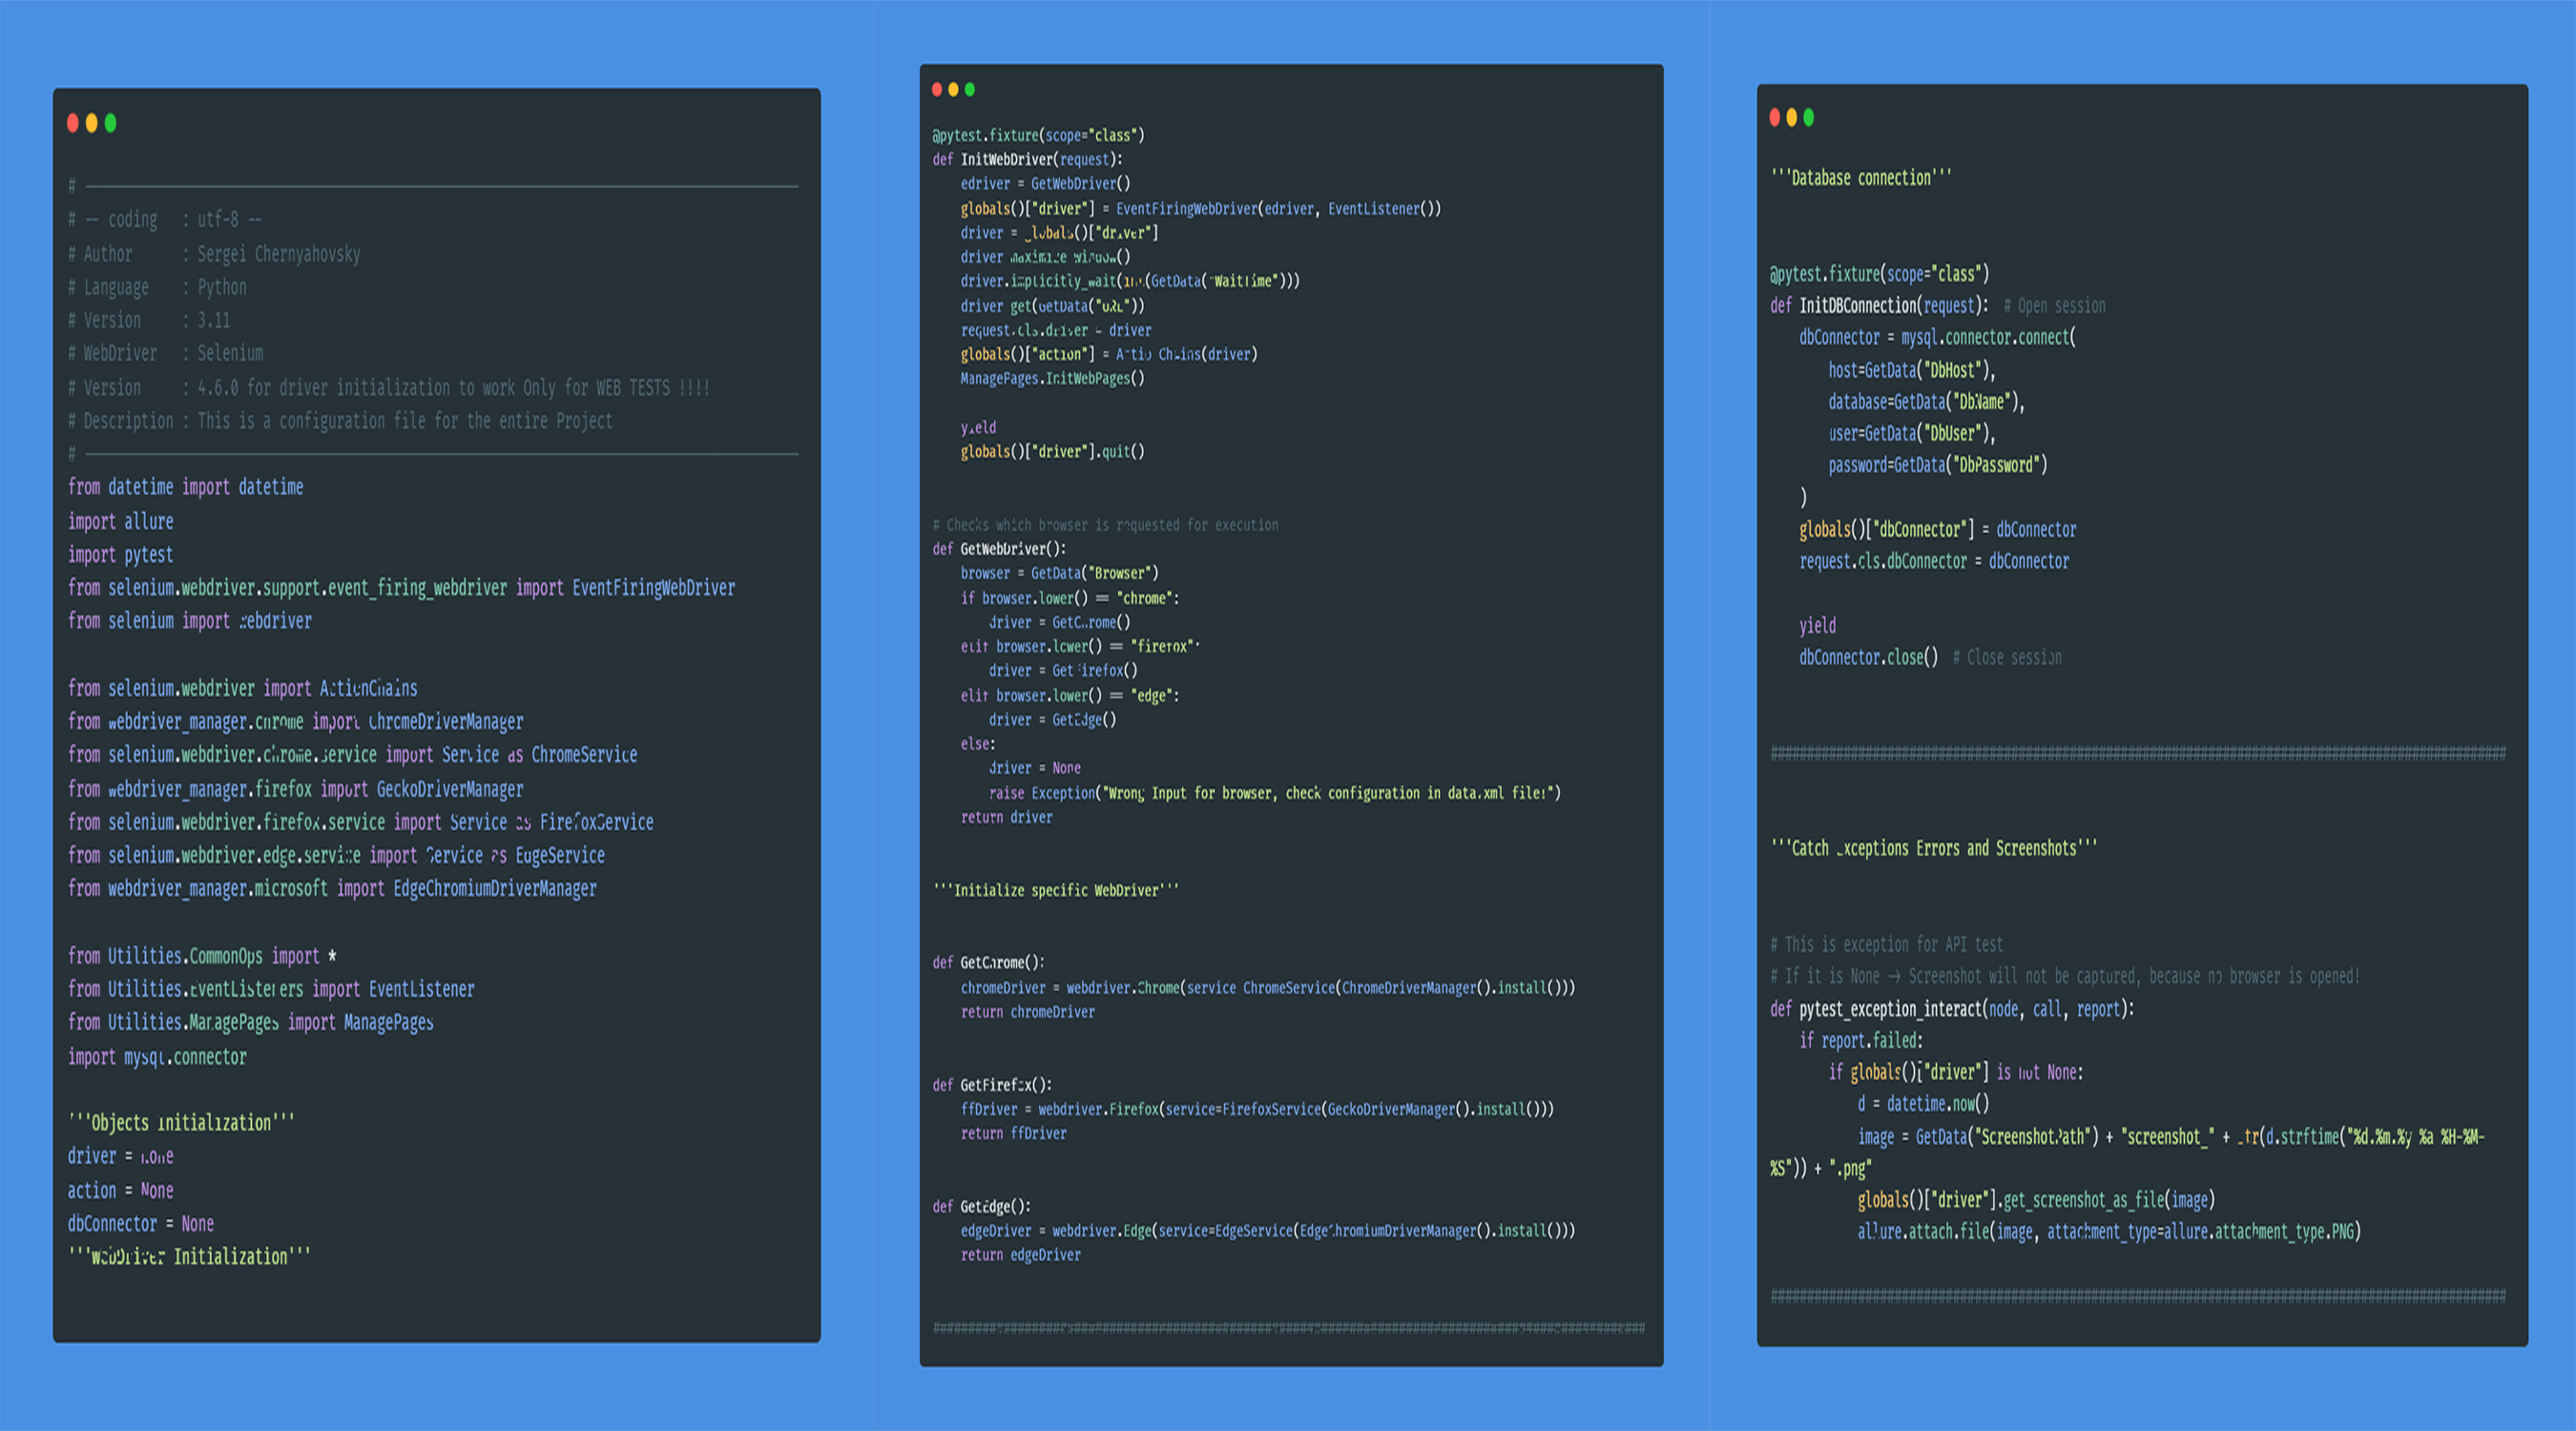 # ————————————————————————————————
# -- coding   : utf-8 --
# Author      : Sergei Chernyahovsky
# Language    : Python
# Version     : 3.11
# WebDriver   : Selenium
# Version     : 4.6.0 for driver initialization to work Only for WEB TESTS !!!!
# Description : This is a configuration file for the entire Project
# ————————————————————————————————
from datetime import datetime
import allure
import pytest
from selenium.webdriver.support.event_firing_webdriver import EventFiringWebDriver
from selenium import webdriver
from selenium.webdriver import ActionChains
from webdriver_manager.chrome import ChromeDriverManager
from selenium.webdriver.chrome.service import Service as ChromeService
from webdriver_manager.firefox import GeckoDriverManager
from selenium.webdriver.firefox.service import Service as FirefoxService
from selenium.webdriver.edge.service import Service as EdgeService
from webdriver_manager.microsoft import EdgeChromiumDriverManager
from Utilities.CommonOps import *
from Utilities.EventListeners import EventListener
from Utilities.ManagePages import ManagePages
import mysql.connector
'''Objects initialization'''
driver = None
action = None
dbConnector = None
'''WebDriver Initialization'''
@pytest.fixture(scope="class")
def InitWebDriver(request):
    edriver = GetWebDriver()
    globals()["driver"] = EventFiringWebDriver(edriver, EventListener())
    driver = globals()["driver"]
    driver.maximize_window()
    driver.implicitly_wait(int(GetData("WaitTime")))
    driver.get(GetData("URL"))
    request.cls.driver = driver
    globals()["action"] = ActionChains(driver)
    ManagePages.InitWebPages()
    yield
    globals()["driver"].quit()
# Checks which browser is requested for execution
def GetWebDriver():
    browser = GetData("Browser")
    if browser.lower() == "chrome":
        driver = GetChrome()
    elif browser.lower() == "firefox":
        driver = GetFirefox()
    elif browser.lower() == "edge":
        driver = GetEdge()
    else:
        driver = None
        raise Exception("Wrong Input for browser, check configuration in data.xml file!")
    return driver
'''Initialize specific WebDriver'''
def GetChrome():
    chromeDriver = webdriver.Chrome(service=ChromeService(ChromeDriverManager().install()))
    return chromeDriver
def GetFirefox():
    ffDriver = webdriver.Firefox(service=FirefoxService(GeckoDriverManager().install()))
    return ffDriver
def GetEdge():
    edgeDriver = webdriver.Edge(service=EdgeService(EdgeChromiumDriverManager().install()))
    return edgeDriver
#####################################################################################################
'''Database connection'''
@pytest.fixture(scope="class")
def InitDBConnection(request):  # Open session
    dbConnector = mysql.connector.connect(
        host=GetData("DbHost"),
        database=GetData("DbName"),
        user=GetData("DbUser"),
        password=GetData("DbPassword")
    )
    globals()["dbConnector"] = dbConnector
    request.cls.dbConnector = dbConnector
    yield
    dbConnector.close()  # Close session
#####################################################################################################
'''Catch Exceptions Errors and Screenshots'''
# This is exception for API test
# If it is None → Screenshot will not be captured, because no browser is opened!
def pytest_exception_interact(node, call, report):
    if report.failed:
        if globals()["driver"] is not None:
            d = datetime.now()
            image = GetData("ScreenshotPath") + "screenshot_" + str(d.strftime("%d.%m.%y %a %H-%M-
%S")) + ".png"
            globals()["driver"].get_screenshot_as_file(image)
            allure.attach.file(image, attachment_type=allure.attachment_type.PNG)
#####################################################################################################